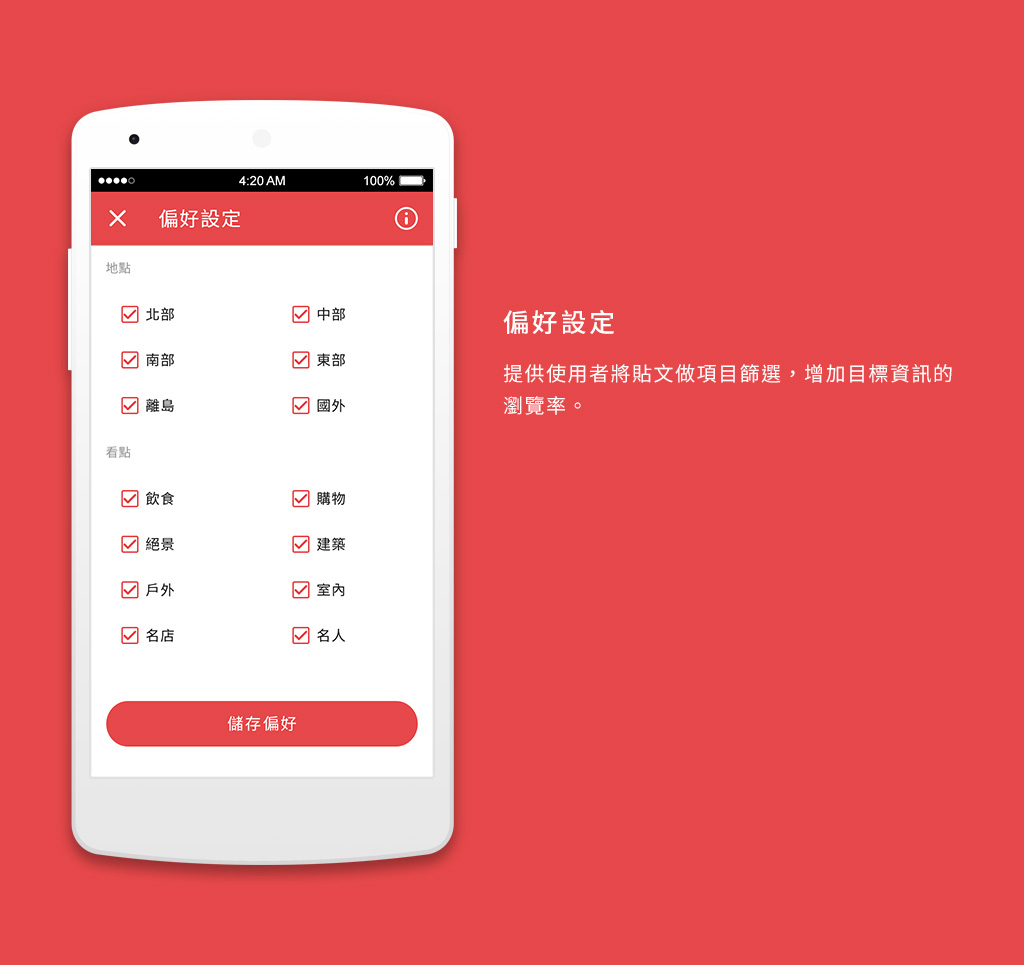 4:20 AM 100%
偏好設定
地點
北部 中部
南部 東部
離島 國外
看點
飲食 購物
絕景 建築
戶外 室內
名店 名人
儲存偏好
偏好設定
提供使用者將貼文做項目篩選，增加目標資訊的
瀏覽率。